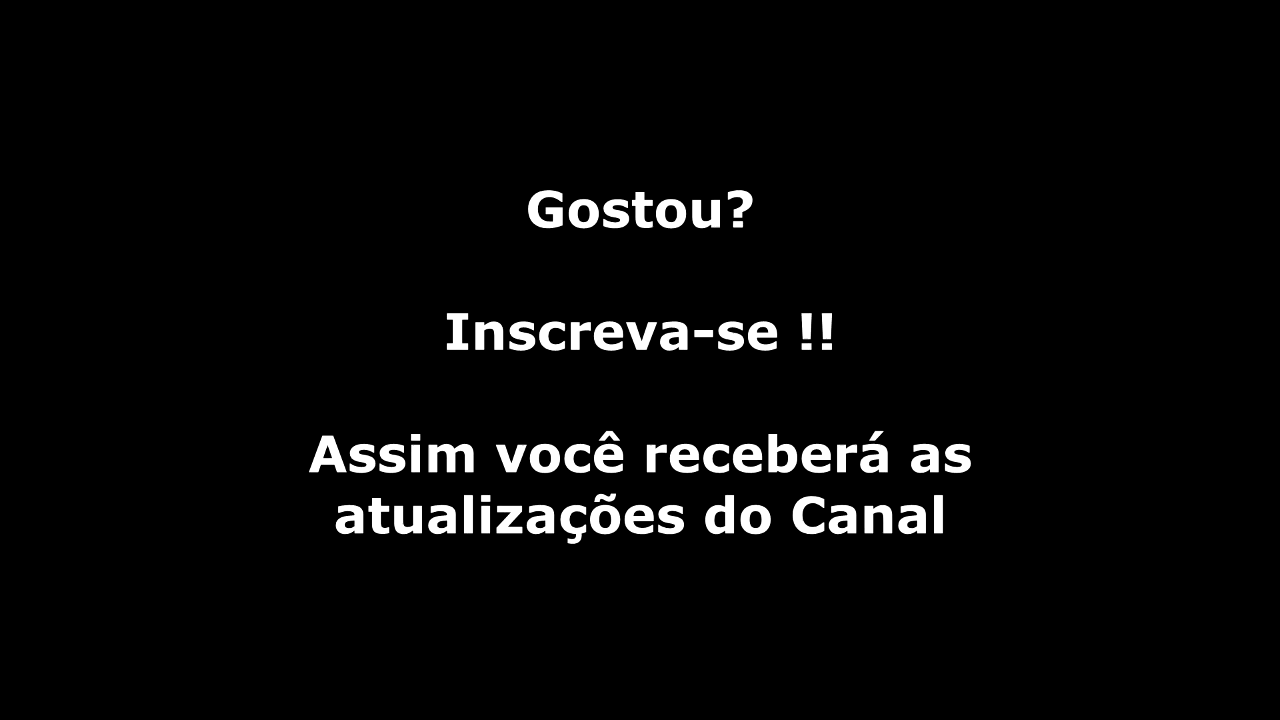 Gostou?
Inscreva-se !!
Assim você receberá as
atualizações do Canal